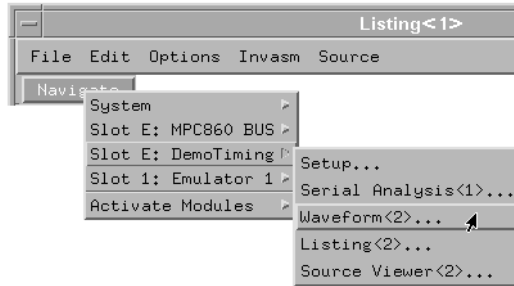 Listing<1>
File Edit Options Invasm Source
Navigate
System
Slot E: MPC860 BUS
Slot E: DemoTiming
Slot 1: Emulator 1
Activate Modules
Setup...
Serial Analysis<1>...
Waveform<2>...
Listing<2>...
Source Viewer<2>...